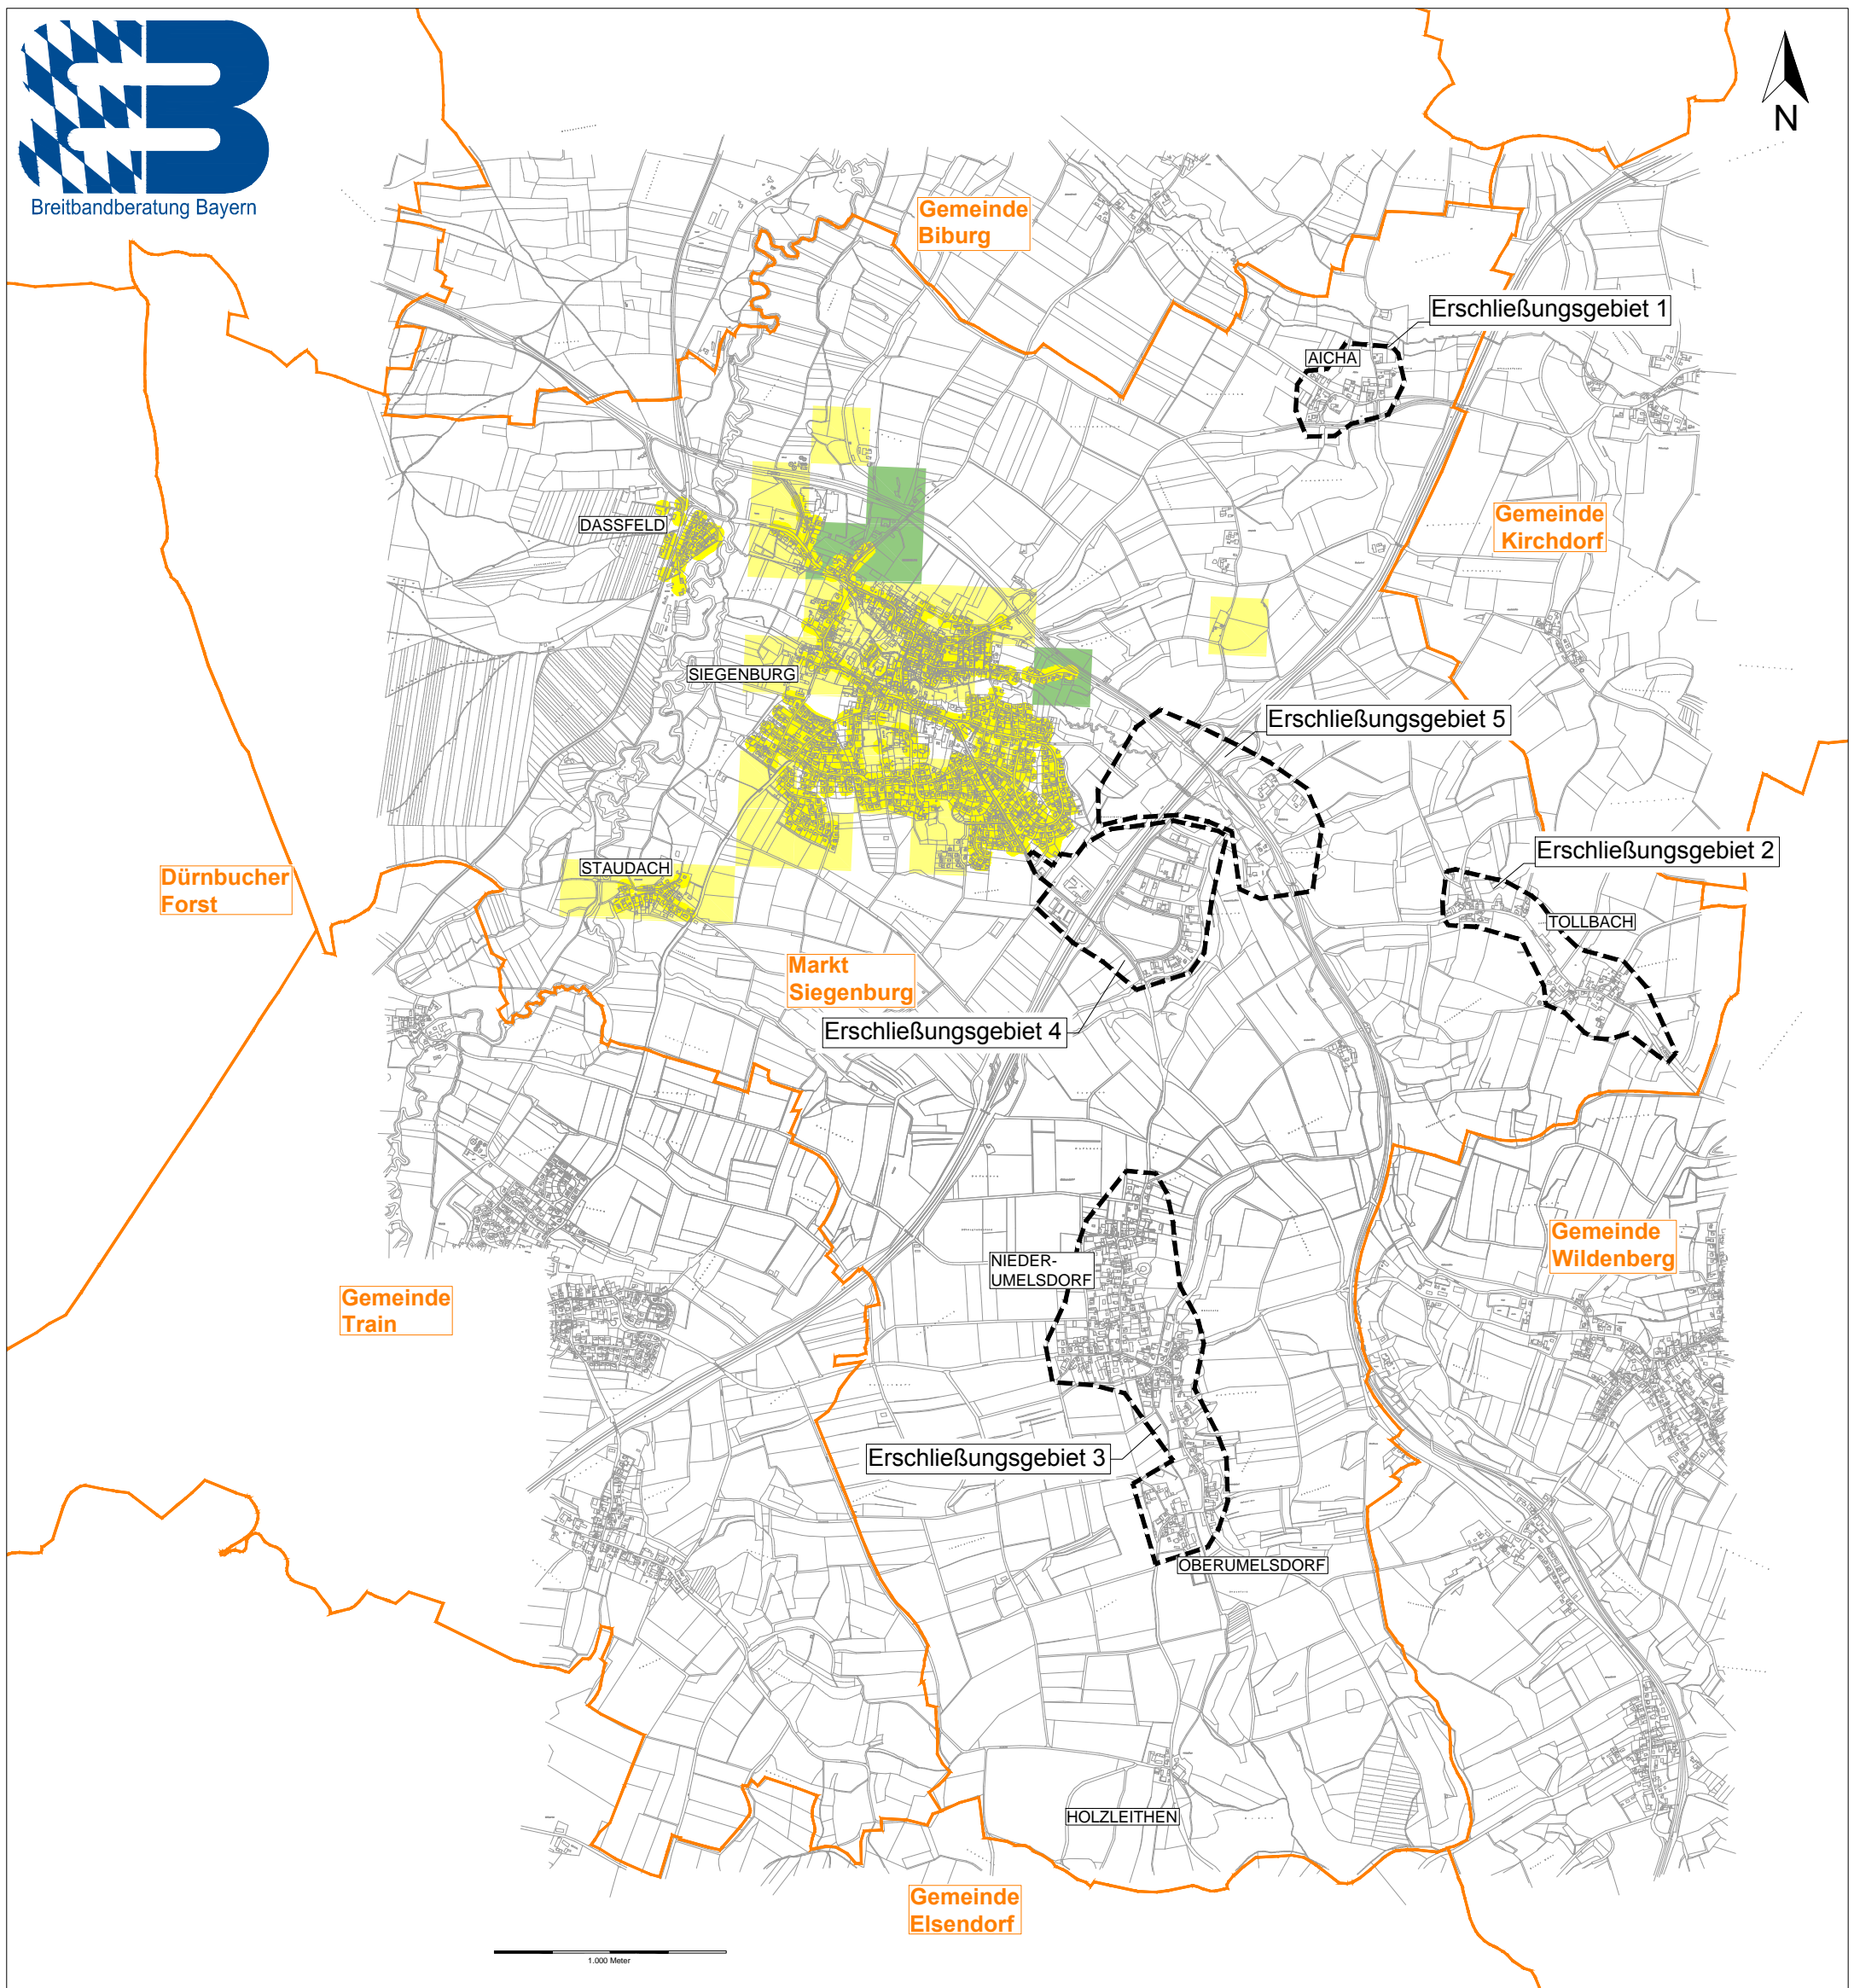 Breitbandberatung Bayern
N
Gemeinde
Biburg
Erschließungsgebiet 1
AICHA
DASSFELD
Gemeinde
Kirchdorf
SIEGENBURG
Erschließungsgebiet 5
Erschließungsgebiet 2
STAUDACH
Dürnbucher
Forst
TOLLBACH
Markt
Siegenburg
Erschließungsgebiet 4
Gemeinde
Wildenberg
NIEDER-
UMELSDORF
Gemeinde
Train
Erschließungsgebiet 3
OBERUMELSDORF
HOLZLEITHEN
Gemeinde
Elsendorf
1.000 Meter